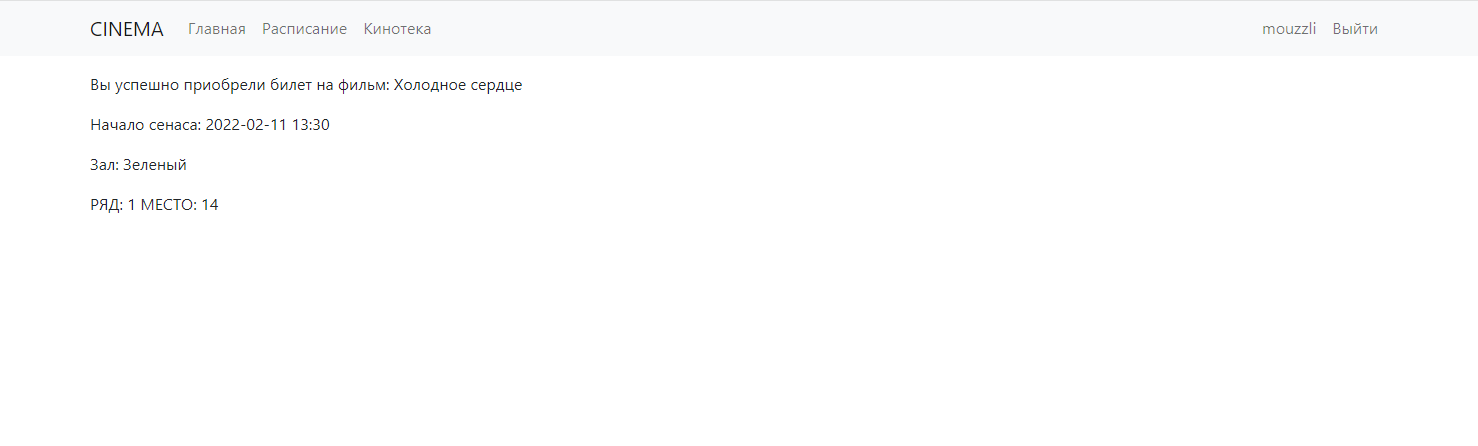 CINEMA Главная Расписание Кинотека mouzzli Выйти
Вы успешно приобрели билет на фильм: Холодное сердце
Начало сенаса: 2022-02-11 13:30
Зал: Зеленый
РЯД: 1 МЕСТО: 14